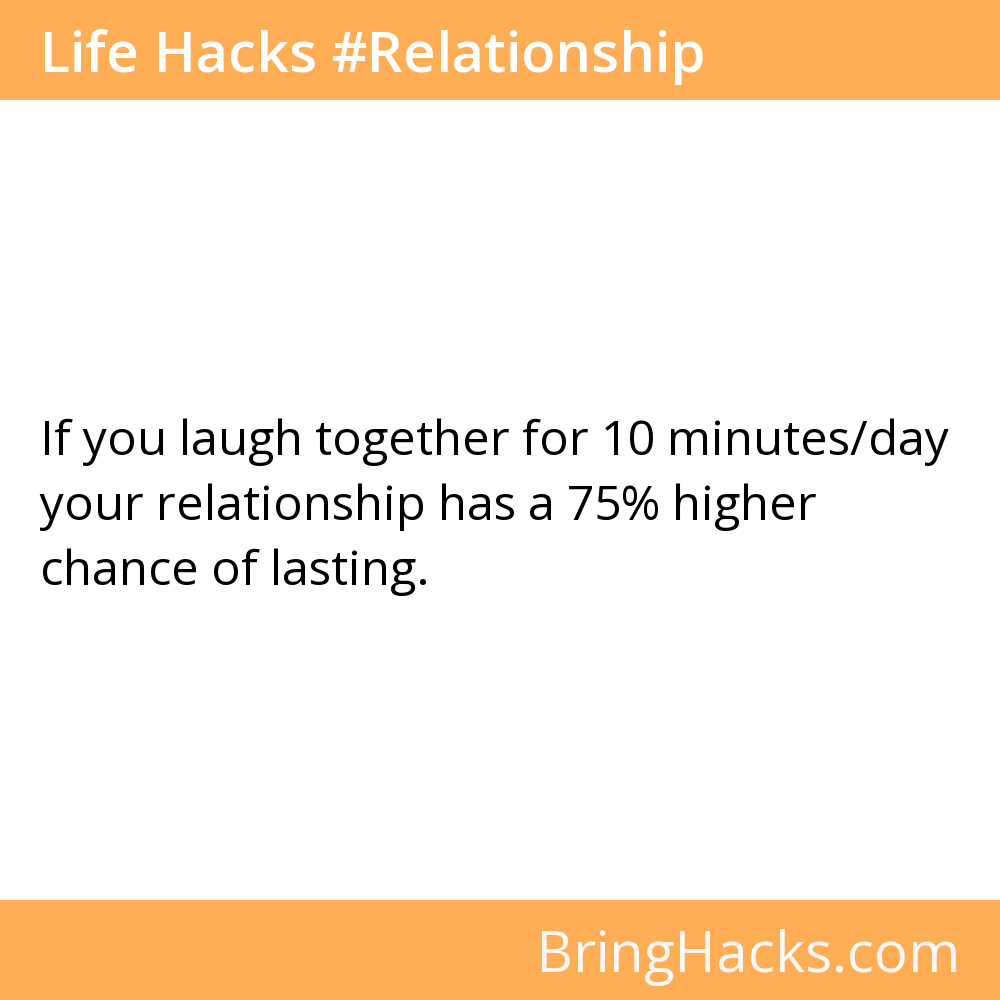 Life Hacks #Relationship
If you laugh together for 10 minutes/day
your relationship has a 75% higher
chance of lasting.
BringHacks.com